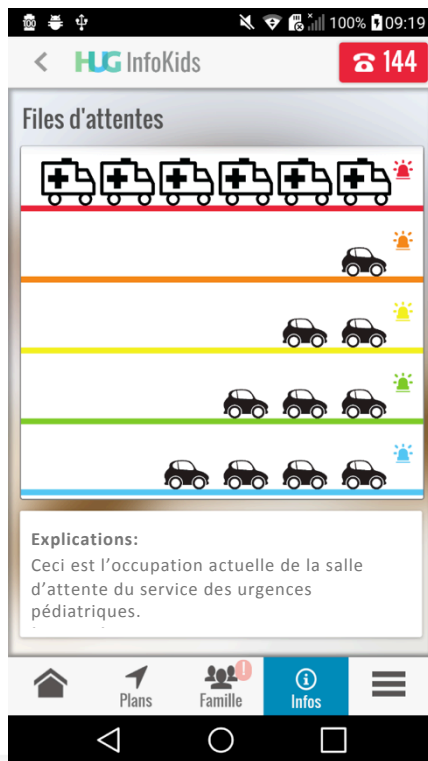 100% 09:19
HUG InfoKids
144
Files d'attentes
Explications:
Ceci est l'occupation actuelle de la salle
d'attente du service des urgences
pédiatriques.
Plans
Famille
Infos